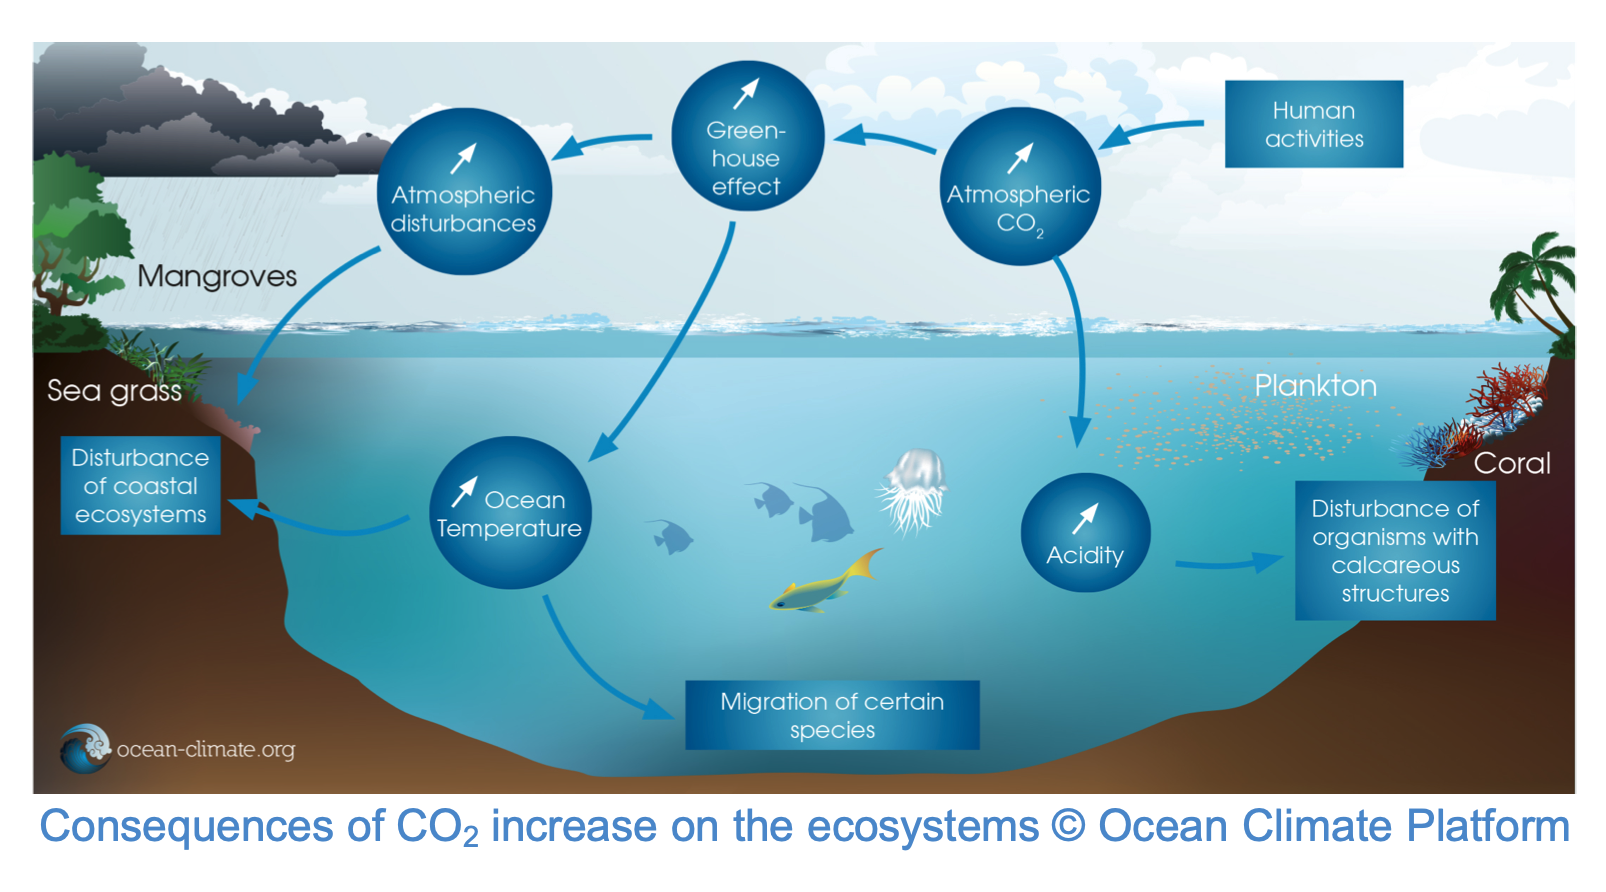 Human
activities
Green-
house
effect
Atmospheric
disturbances
Atmospheric
CO₂
Mangroves
Sea grass
Plankton
Coral
Disturbance
of coastal
ecosystems
Ocean
Temperature
Acidity
Disturbance of
organisms with
calcareous
structures
Migration of certain
species
ocean-climate.org
Consequences of CO₂ increase on the ecosystems © Ocean Climate Platform